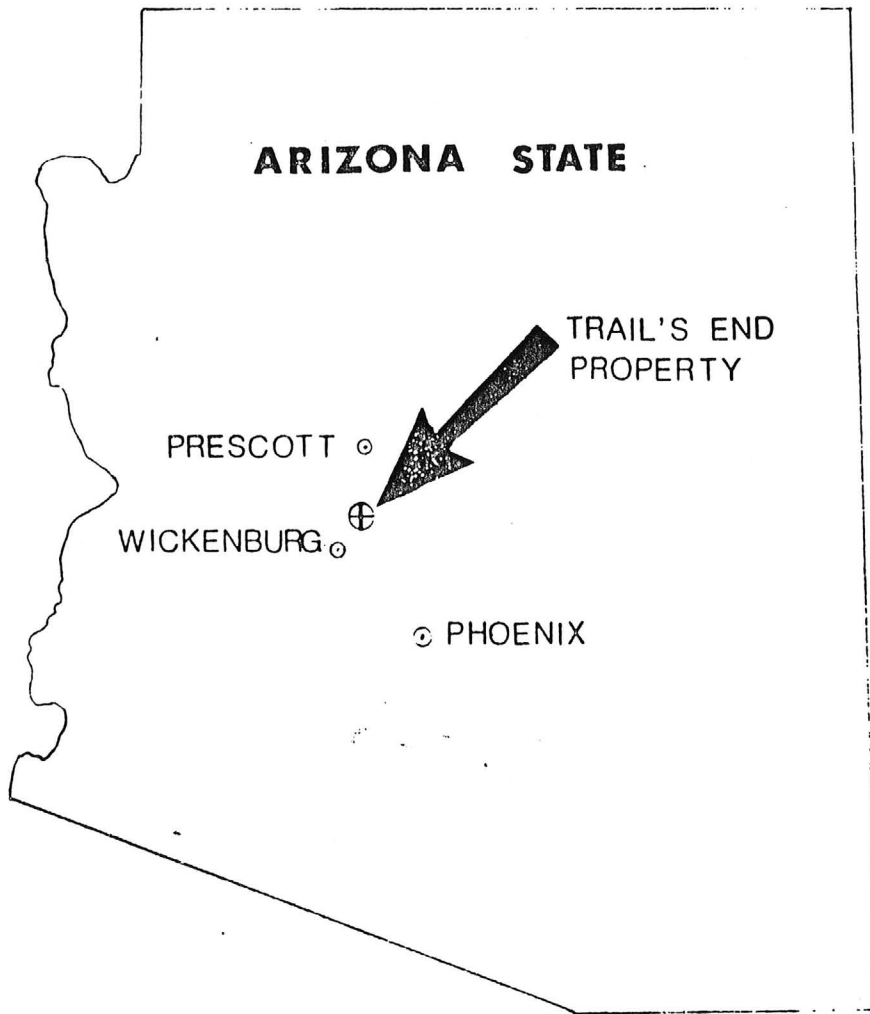 ARIZONA STATE
TRAIL'S END
PROPERTY
PRESCOTT
WICKENBURG
PHOENIX